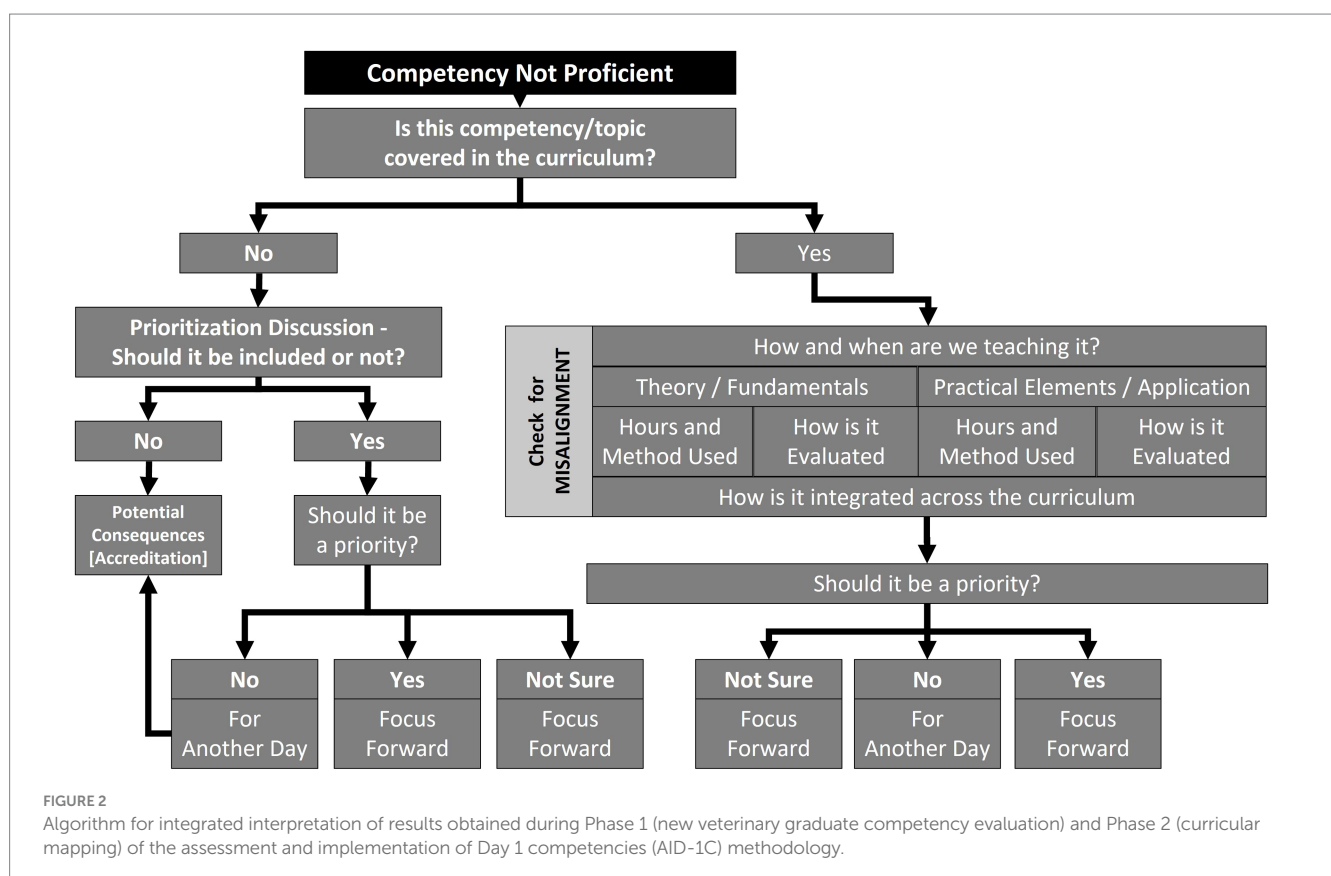 Competency Not Proficient
Is this competency/topic
covered in the curriculum?
No
Yes
Prioritization Discussion -
Should it be included or not?
No
Yes
Potential
Consequences
[Accreditation]
Should it be
a priority?
No
For
Another Day
Yes
Focus
Forward
Not Sure
Focus
Forward
Check for
MISALIGNMENT
How and when are we teaching it?
Theory / Fundamentals
Practical Elements / Application
Hours and
Method Used
How is it
Evaluated
Hours and
Method Used
How is it
Evaluated
How is it integrated across the curriculum
Should it be a priority?
Not Sure
Focus
Forward
No
For
Another Day
Yes
Focus
Forward
FIGURE 2
Algorithm for integrated interpretation of results obtained during Phase 1 (new veterinary graduate competency evaluation) and Phase 2 (curricular
mapping) of the assessment and implementation of Day 1 competencies (AID-1C) methodology.